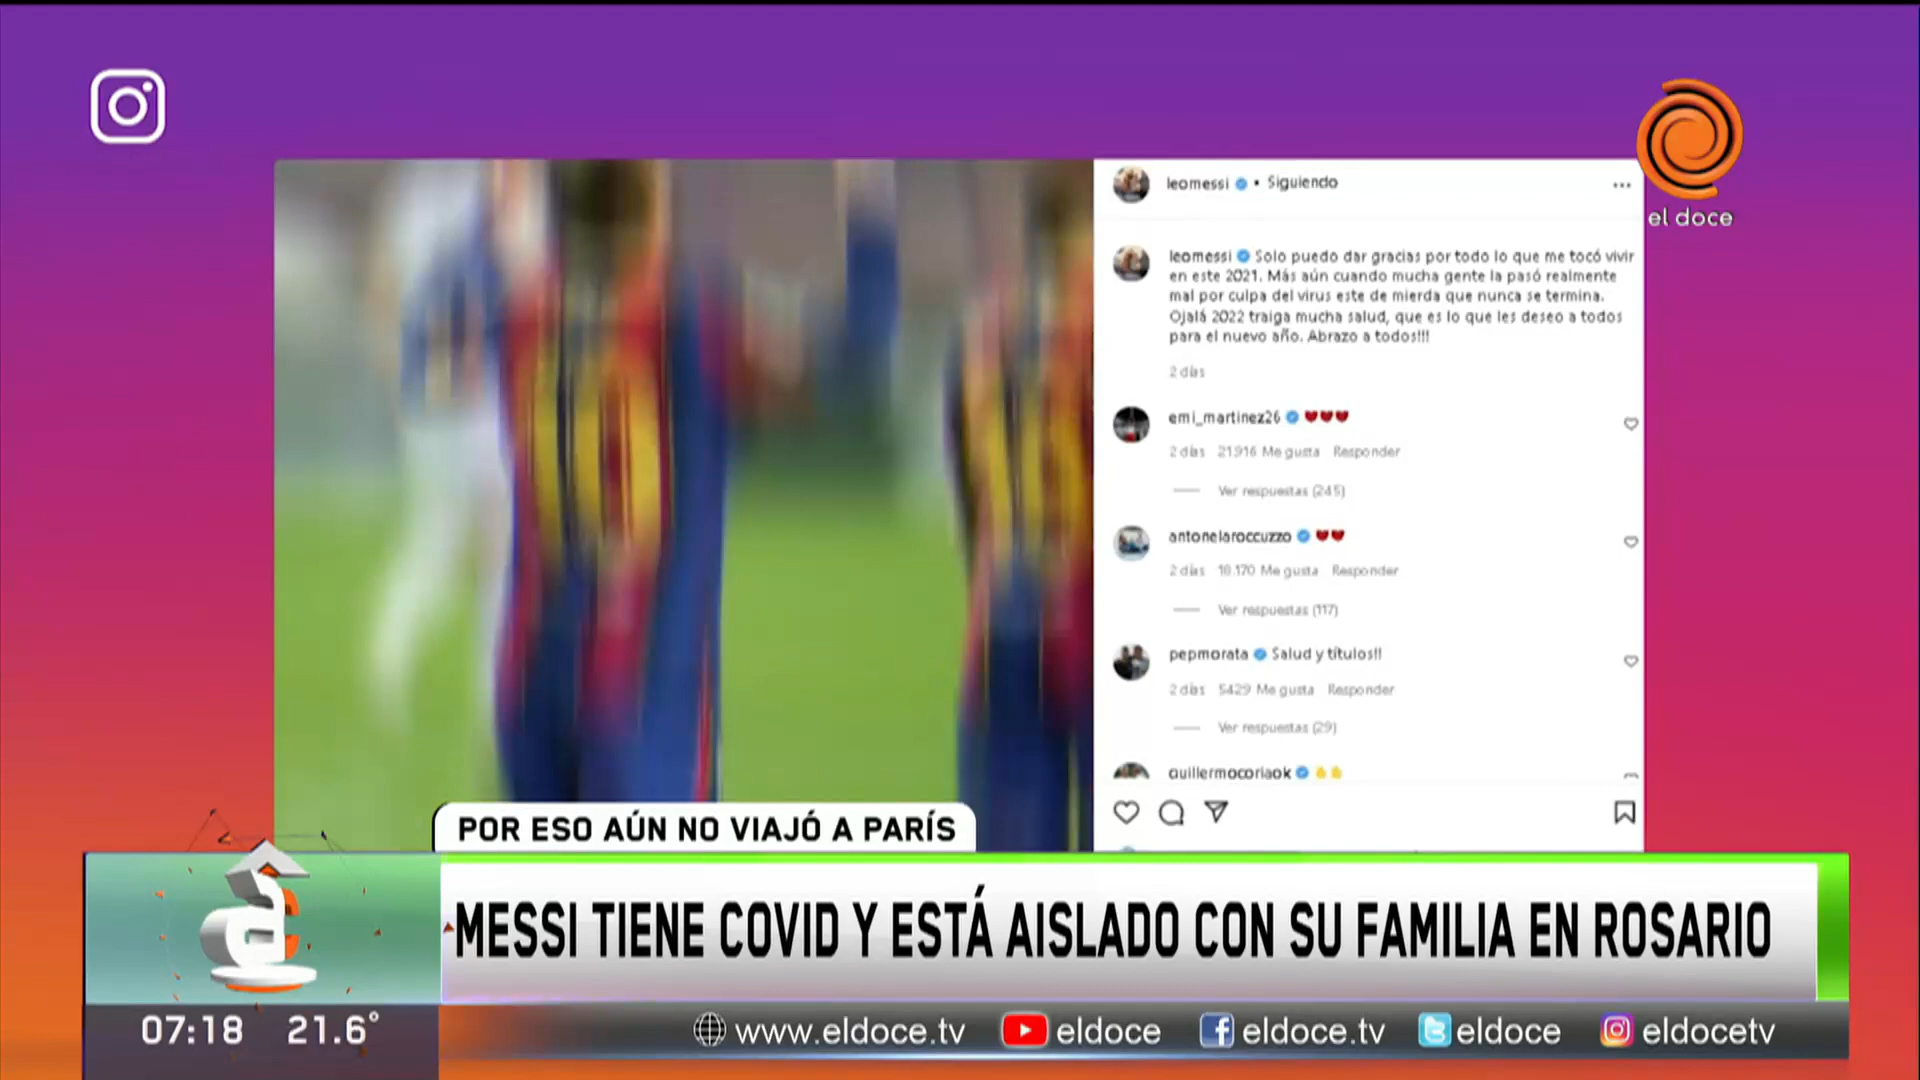 el doce
leomessi • Siguiendo
leomessi Solo puedo dar gracias por todo lo que me tocó vivir
en este 2021. Más aún cuando mucha gente la pasó realmente
mal por culpa del virus este de mierda que nunca se termina.
Ojalá 2022 traiga mucha salud, que es lo que les deseo a todos
para el nuevo año. Abrazo a todos!!!
2 días
emi_martinez26
2 días 21.916 Me gusta Responder
Ver respuestas (245)
antonelaroccuzzo
2 días 18.170 Me gusta Responder
Ver respuestas (117)
pepmorata Salud y títulos!!
2 días 5429 Me gusta Responder
Ver respuestas (29)
guillermocoriaok
POR ESO AÚN NO VIAJÓ A PARÍS
MESSI TIENE COVID Y ESTÁ AISLADO CON SU FAMILIA EN ROSARIO
07:18 21.6°
www.eldoce.tv eldoce eldoce.tv eldoce eldocetv